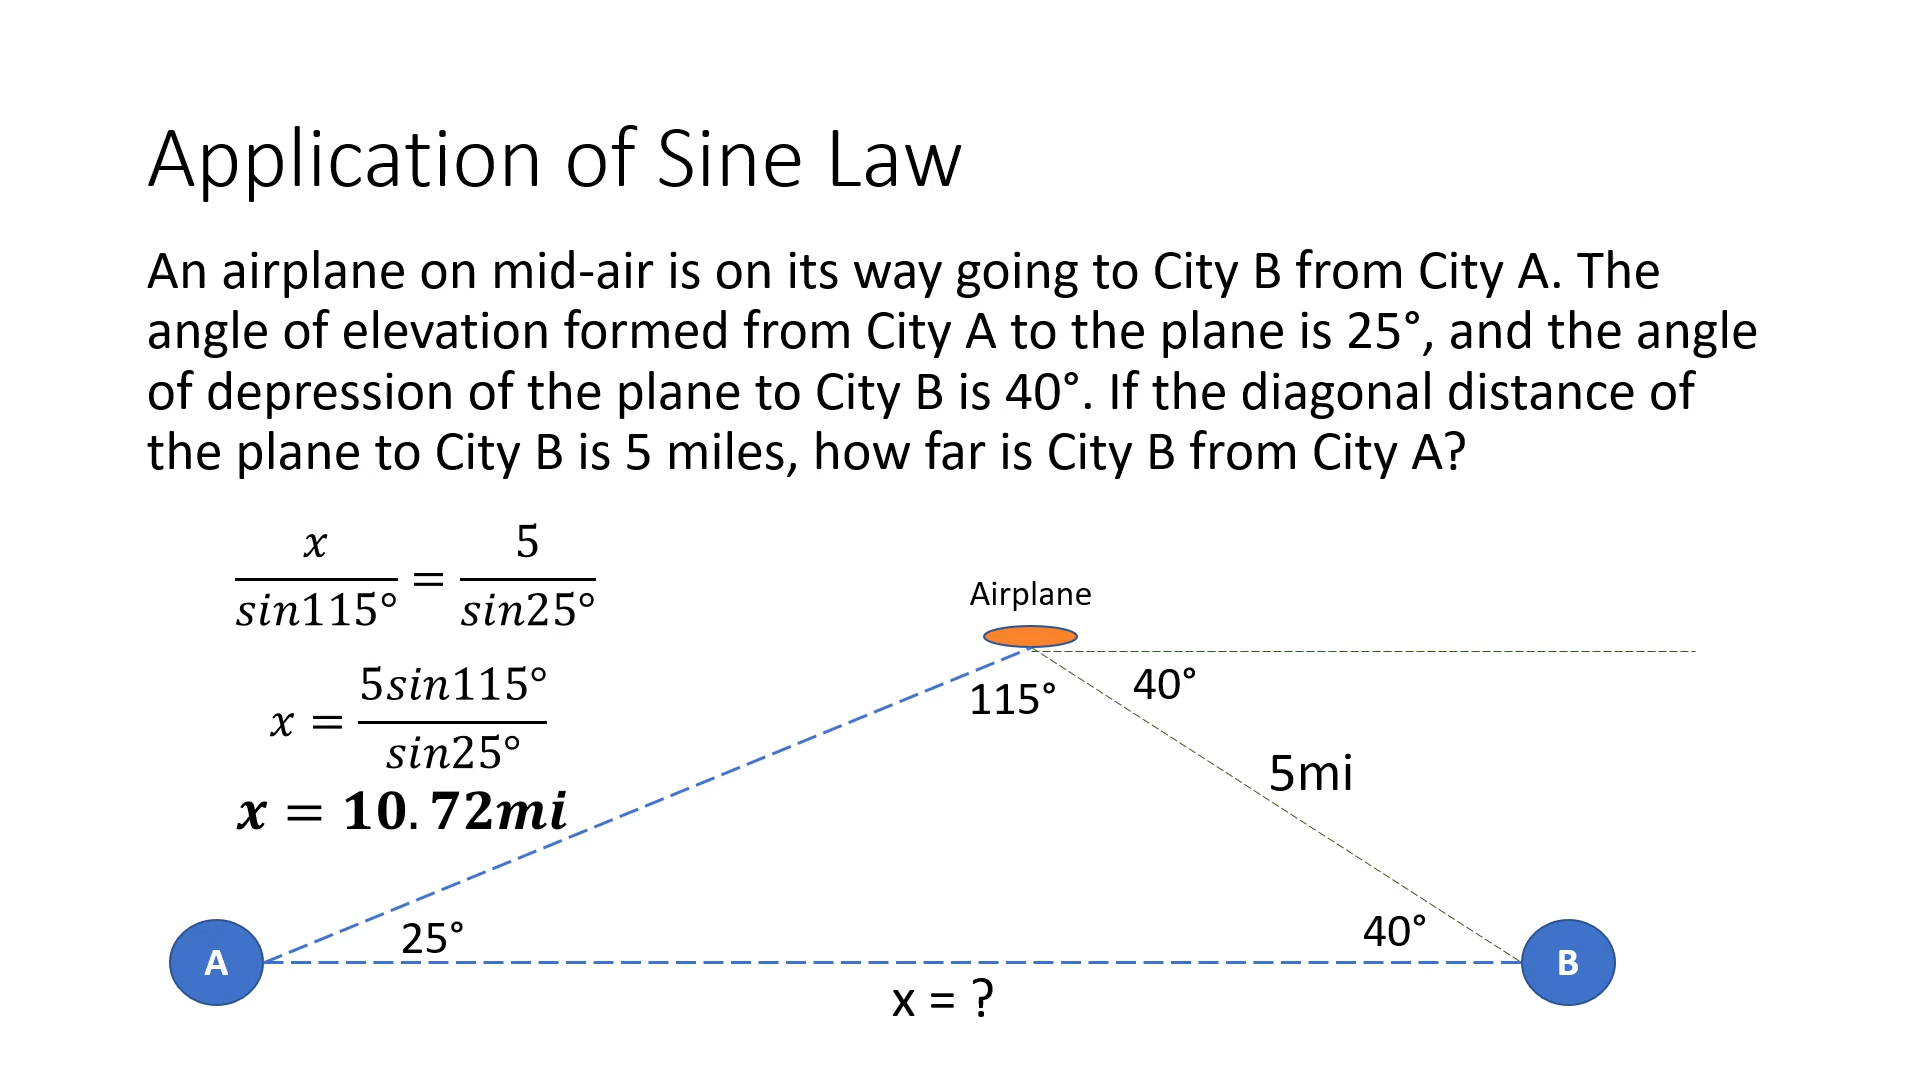 Application of Sine Law
An airplane on mid-air is on its way going to City B from City A. The
angle of elevation formed from City A to the plane is 25°, and the angle
of depression of the plane to City B is 40°. If the diagonal distance of
the plane to City B is 5 miles, how far is City B from City A?
x/sin115° = 5/sin25°
x = 5sin115°/sin25°
x = 10.72mi
Airplane
115°
40°
5mi
25°
40°
A
B
x = ?